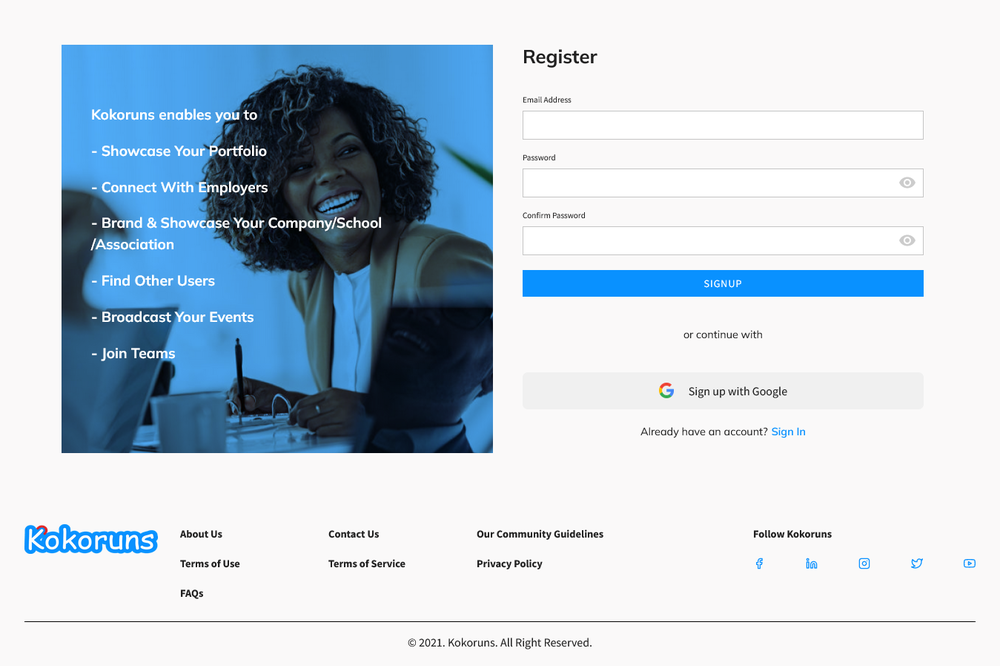 Kokoruns enables you to
- Showcase Your Portfolio
- Connect With Employers
- Brand & Showcase Your Company/School
/Association
- Find Other Users
- Broadcast Your Events
- Join Teams
Register
Email Address
Password
Confirm Password
SIGNUP
or continue with
Sign up with Google
Already have an account? Sign In
Kokoruns
About Us
Terms of Use
FAQs
Contact Us
Terms of Service
Our Community Guidelines
Privacy Policy
Follow Kokoruns
© 2021. Kokoruns. All Right Reserved.